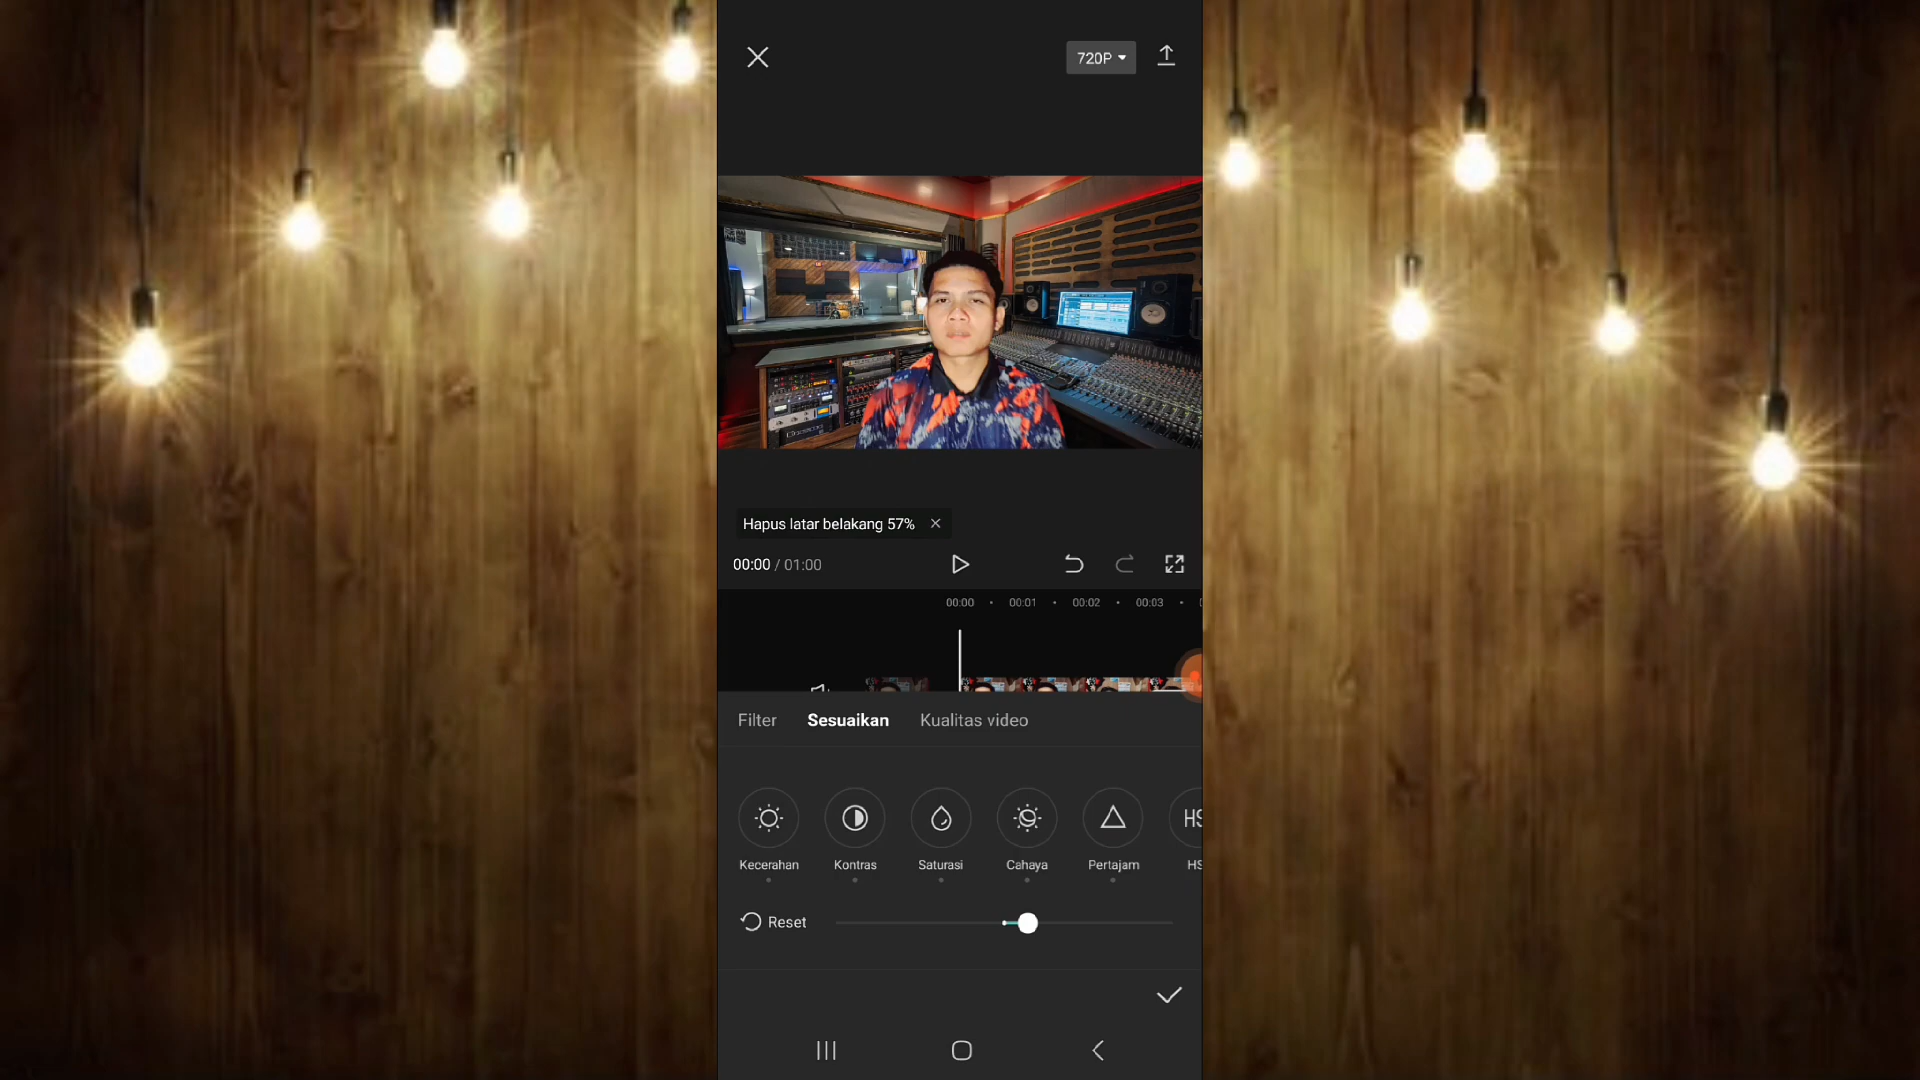 720P
Hapus latar belakang 57%
00:00 / 01:00
00:00 00:01 00:02 00:03
Filter Sesuaikan Kualitas video
Kecerahan Kontras Saturasi Cahaya Pertajam HS
Reset